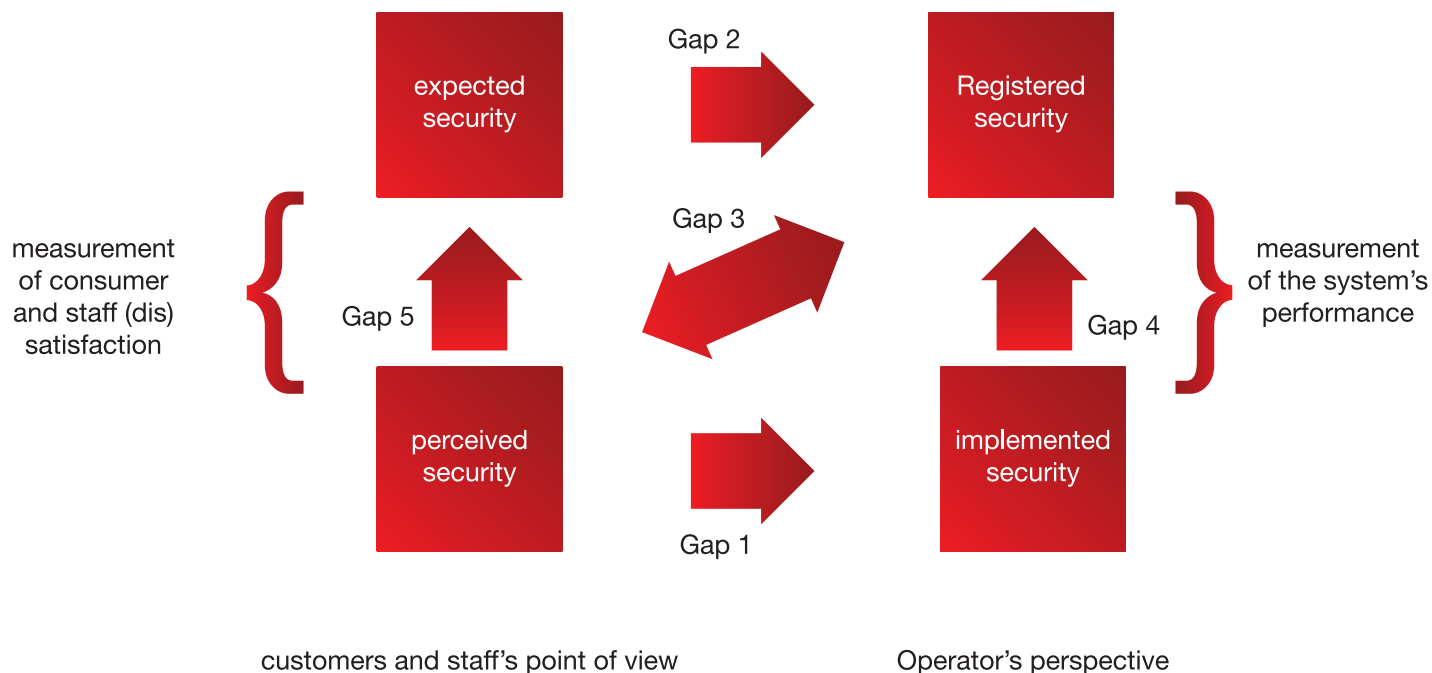 Gap 2
expected
security
Registered
security
Gap 3
measurement
of consumer
and staff (dis)
satisfaction
measurement
of the system's
performance
Gap 5
Gap 4
perceived
security
implemented
security
Gap 1
customers and staff's point of view
Operator's perspective